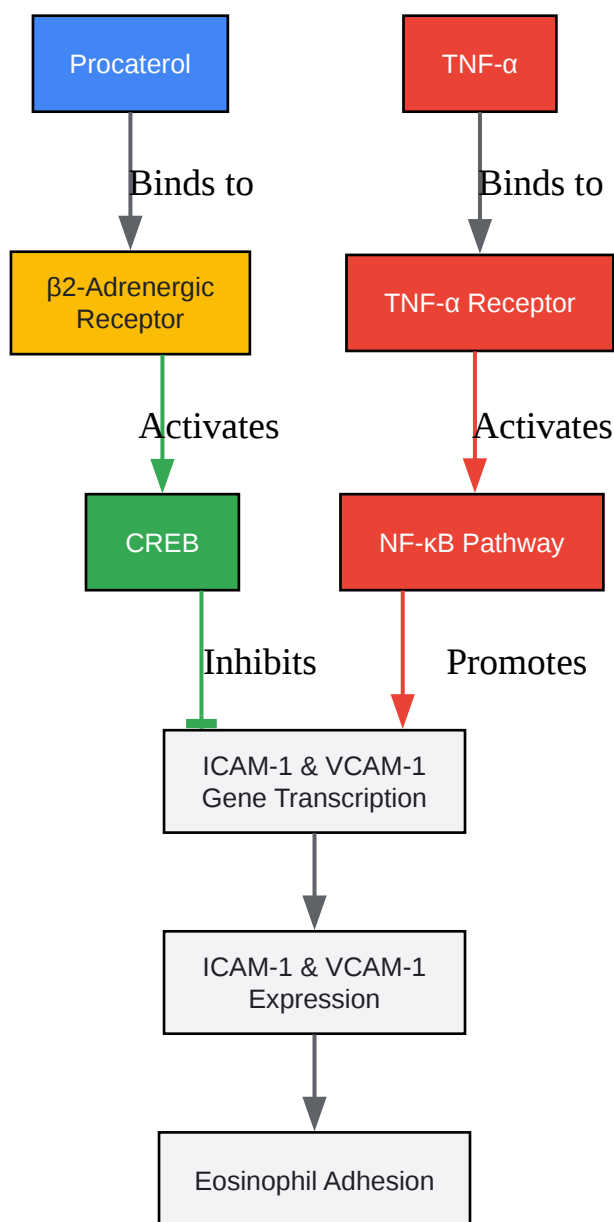 Procaterol
TNF-α
Binds to
Binds to
β2-Adrenergic
Receptor
TNF-α Receptor
Activates
Activates
CREB
NF-κB Pathway
Inhibits
Promotes
ICAM-1 & VCAM-1
Gene Transcription
ICAM-1 & VCAM-1
Expression
Eosinophil Adhesion